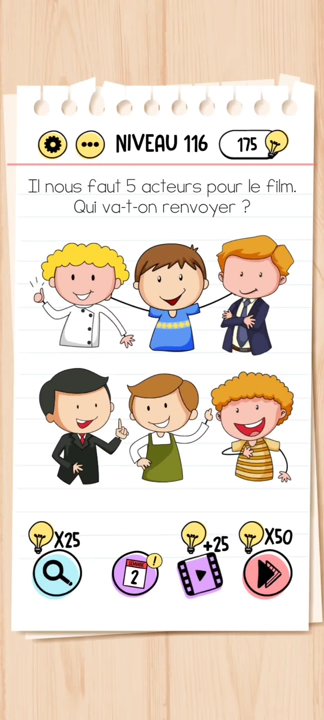 NIVEAU 116
175
Il nous faut 5 acteurs pour le film.
Qui va-t-on renvoyer ?
X25
2
!
+25
X50